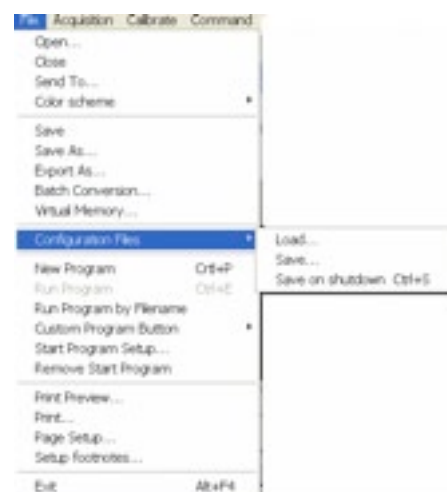 File Acquisition Calibrate Command
Open...
Close
Send To...
Color scheme
Save
Save As...
Export As...
Batch Conversion...
Virtual Memory...
Configuration Files
Load...
Save...
Save on shutdown Ctrl+S
New Program Ctrl+P
Run Program Ctrl+E
Run Program by Filename
Custom Program Button
Start Program Setup...
Remove Start Program
Print Preview...
Print...
Page Setup...
Setup footnotes...
Exit Alt+F4